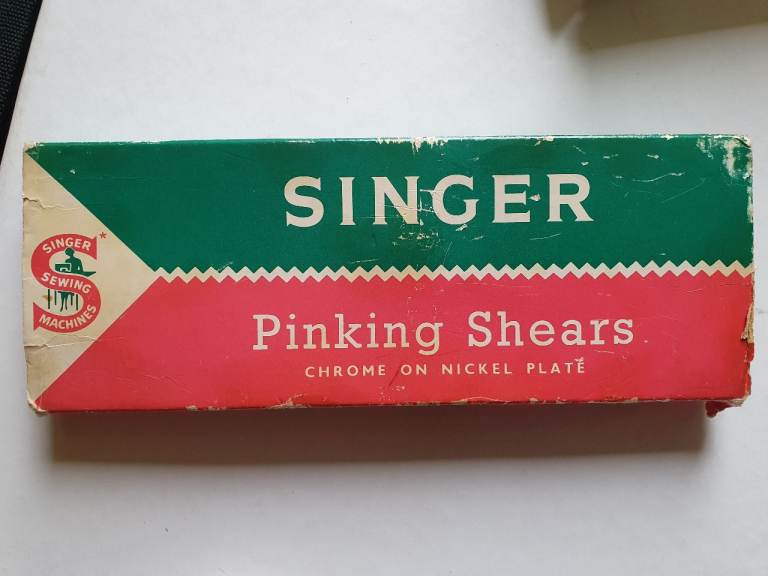 SINGER
Pinking Shears
CHROME ON NICKEL PLATE
SINGER*
SEWING
MACHINES